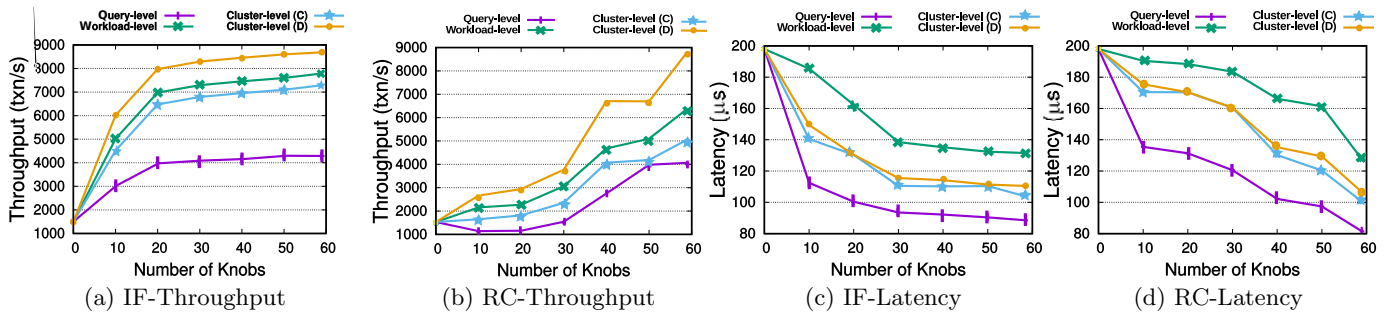 Query-level
Workload-level
Cluster-level (C)
Cluster-level (D)
9000
8000
7000
6000
5000
4000
3000
2000
1000
Throughput (txn/s)
0 10 20 30 40 50 60
Number of Knobs
(a) IF-Throughput
Query-level
Workload-level
Cluster-level (C)
Cluster-level (D)
9000
8000
7000
6000
5000
4000
3000
2000
1000
Throughput (txn/s)
0 10 20 30 40 50 60
Number of Knobs
(b) RC-Throughput
Query-level
Workload-level
Cluster-level (C)
Cluster-level (D)
200
180
160
140
120
100
80
Latency (µs)
0 10 20 30 40 50 60
Number of Knobs
(c) IF-Latency
Query-level
Workload-level
Cluster-level (C)
Cluster-level (D)
200
180
160
140
120
100
80
Latency (µs)
0 10 20 30 40 50 60
Number of Knobs
(d) RC-Latency